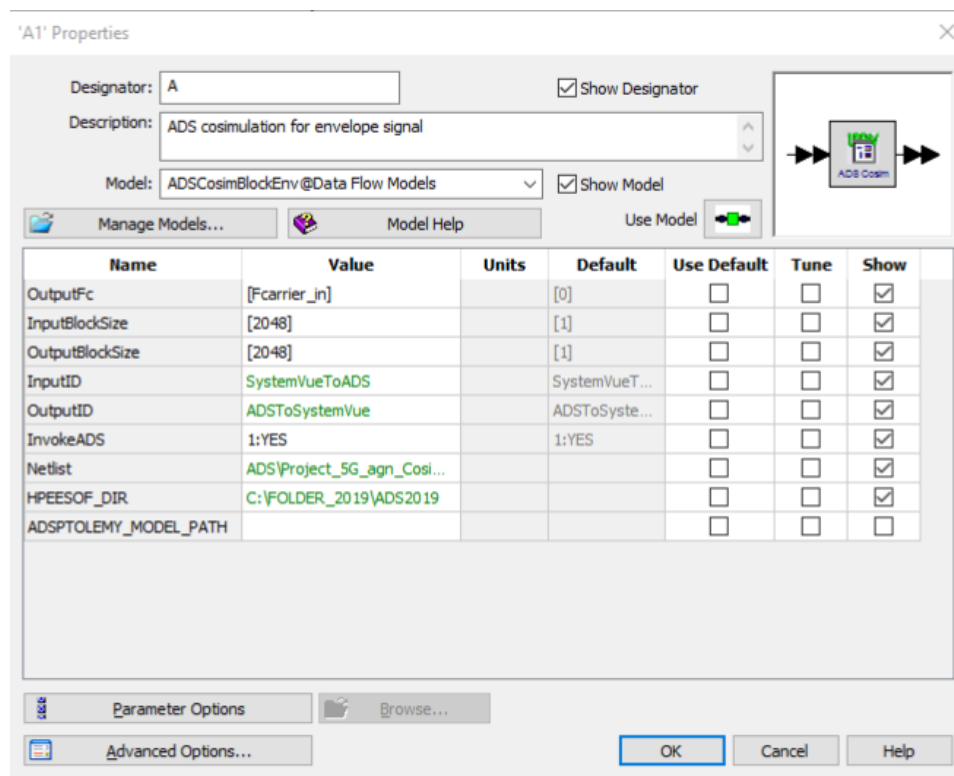 'A1' Properties
Designator: A
Show Designator
Description: ADS cosimulation for envelope signal
Model: ADSCosimBlockEnv@Data Flow Models
Show Model
Manage Models...
Model Help
Use Model
ADS Cosim
Name Value Units Default Use Default Tune Show
OutputFc [Fcarrier_in] [0]
InputBlockSize [2048] [1]
OutputBlockSize [2048] [1]
InputID SystemVueToADS SystemVueT...
OutputID ADSToSystemVue ADSToSyste...
InvokeADS 1:YES 1:YES
Netlist ADS\Project_5G_agn_Cosi...
HPEESOF_DIR C:\FOLDER_2019\ADS2019
ADSPTOLEMY_MODEL_PATH
Parameter Options
Browse...
Advanced Options...
OK
Cancel
Help